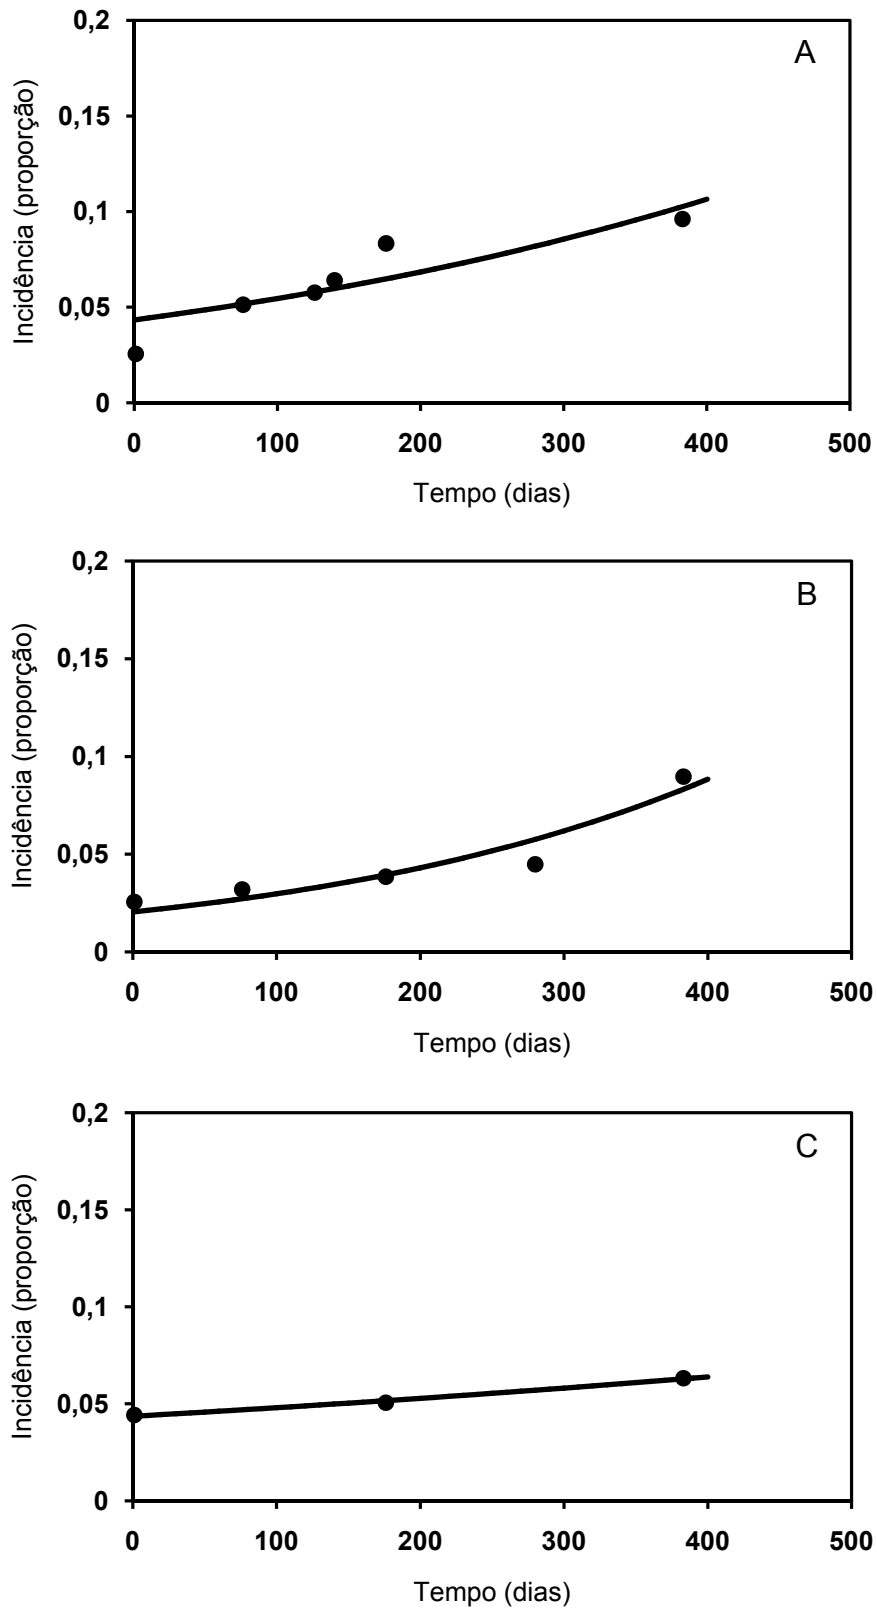 0,2
A
0,15
0,1
0,05
0
Incidência (proporção)
0 100 200 300 400 500
Tempo (dias)
0,2
B
0,15
0,1
0,05
0
Incidência (proporção)
0 100 200 300 400 500
Tempo (dias)
0,2
C
0,15
0,1
0,05
0
Incidência (proporção)
0 100 200 300 400 500
Tempo (dias)